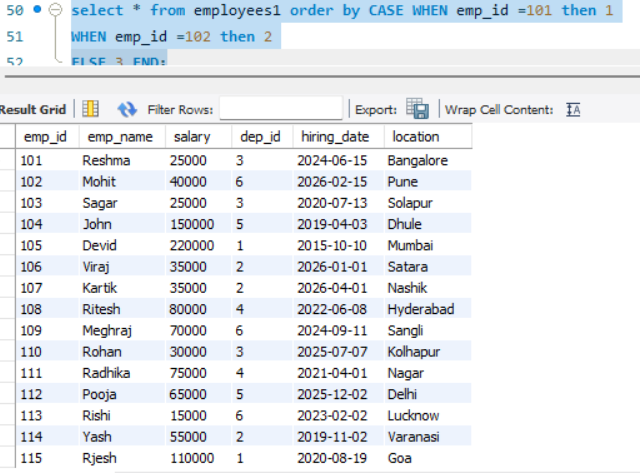 50 select * from employees1 order by CASE WHEN emp_id =101 then 1
51 WHEN emp_id =102 then 2
52 ELSE 3 END;
Result Grid Filter Rows: Export: Wrap Cell Content:
emp_id emp_name salary dep_id hiring_date location
101 Reshma 25000 3 2024-06-15 Bangalore
102 Mohit 40000 6 2026-02-15 Pune
103 Sagar 25000 3 2020-07-13 Solapur
104 John 150000 5 2019-04-03 Dhule
105 Devid 220000 1 2015-10-10 Mumbai
106 Viraj 35000 2 2026-01-01 Satara
107 Kartik 35000 2 2026-04-01 Nashik
108 Ritesh 80000 4 2022-06-08 Hyderabad
109 Meghraj 70000 6 2024-09-11 Sangli
110 Rohan 30000 3 2025-07-07 Kolhapur
111 Radhika 75000 4 2021-04-01 Nagar
112 Pooja 65000 5 2025-12-02 Delhi
113 Rishi 15000 6 2023-02-02 Lucknow
114 Yash 55000 2 2019-11-02 Varanasi
115 Rjesh 110000 1 2020-08-19 Goa